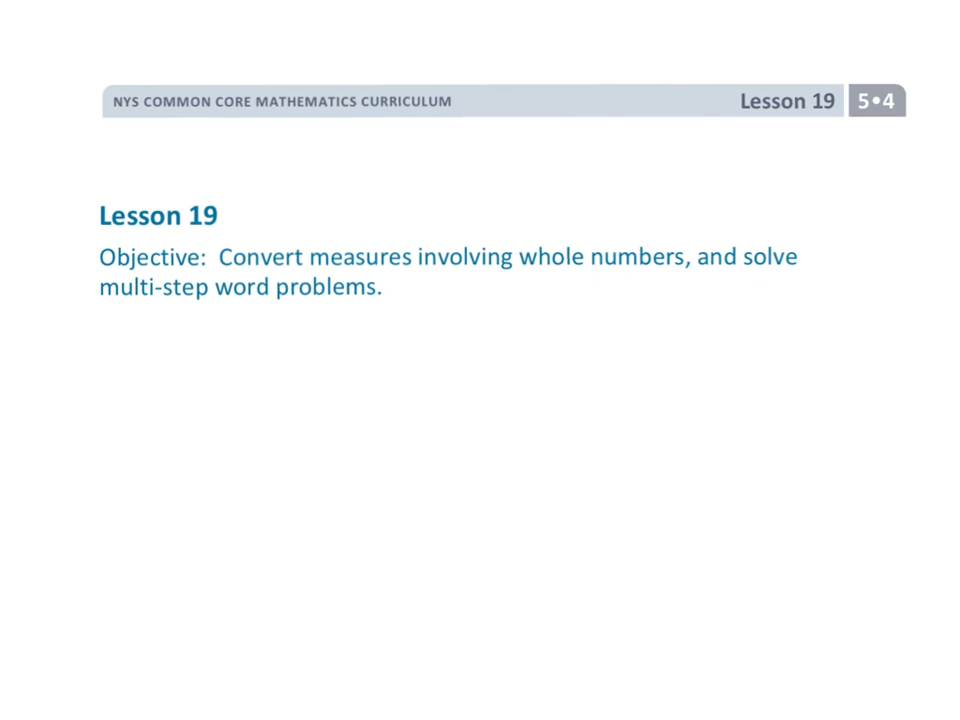 NYS COMMON CORE MATHEMATICS CURRICULUM Lesson 19 5•4
Lesson 19
Objective: Convert measures involving whole numbers, and solve
multi-step word problems.